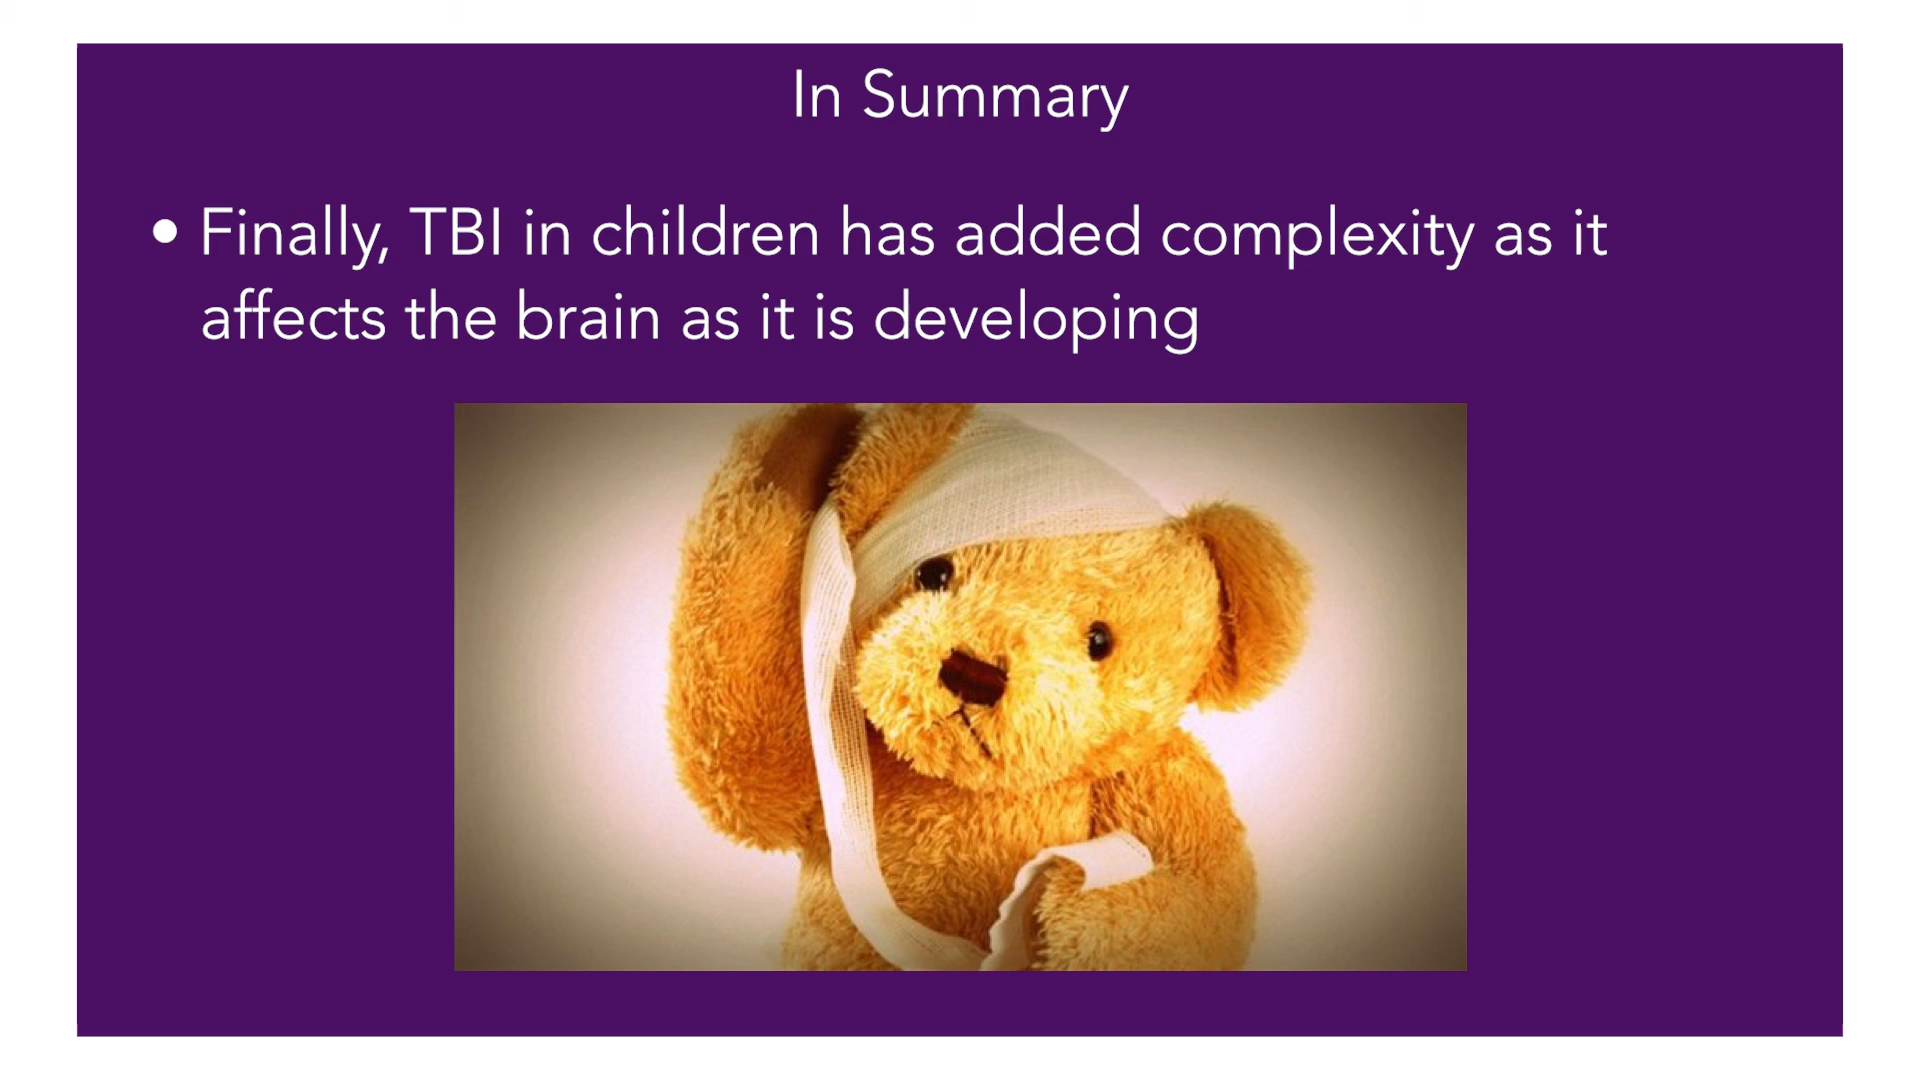 In Summary
• Finally, TBI in children has added complexity as it
affects the brain as it is developing